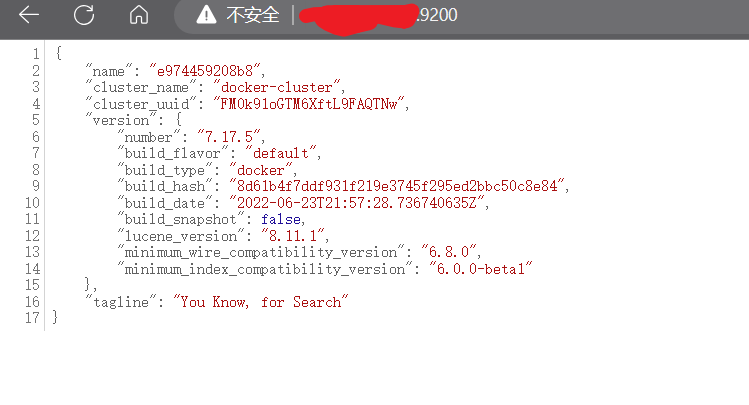 不安全 | :9200
1 {
2 "name": "e974459208b8",
3 "cluster_name": "docker-cluster",
4 "cluster_uuid": "FM0k91oGTM6XftL9FAQTNw",
5 "version": {
6 "number": "7.17.5",
7 "build_flavor": "default",
8 "build_type": "docker",
9 "build_hash": "8d61b4f7ddf931f219e3745f295ed2bbc50c8e84",
10 "build_date": "2022-06-23T21:57:28.736740635Z",
11 "build_snapshot": false,
12 "lucene_version": "8.11.1",
13 "minimum_wire_compatibility_version": "6.8.0",
14 "minimum_index_compatibility_version": "6.0.0-beta1"
15 },
16 "tagline": "You Know, for Search"
17 }